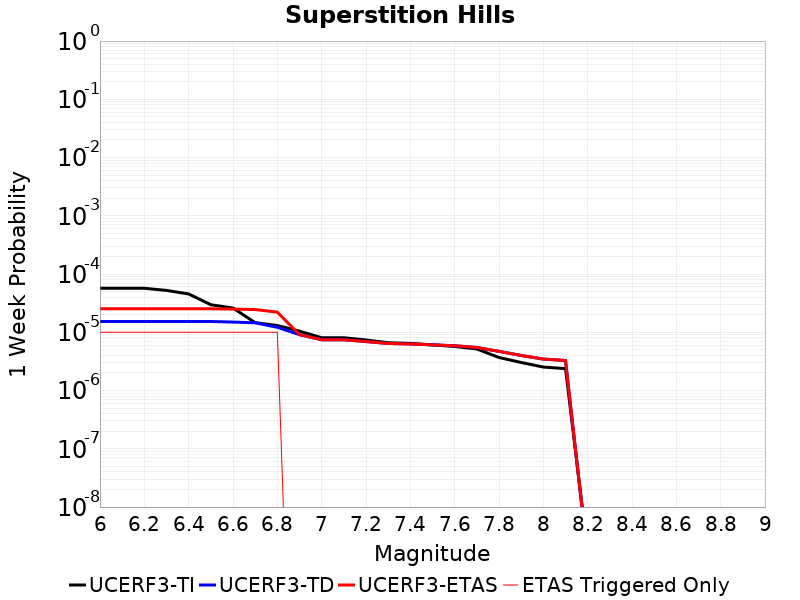 Superstition Hills
1 Week Probability
10^0
10^-1
10^-2
10^-3
10^-4
10^-5
10^-6
10^-7
10^-8
6 6.2 6.4 6.6 6.8 7 7.2 7.4 7.6 7.8 8 8.2 8.4 8.6 8.8 9
Magnitude
UCERF3-TI UCERF3-TD UCERF3-ETAS ETAS Triggered Only